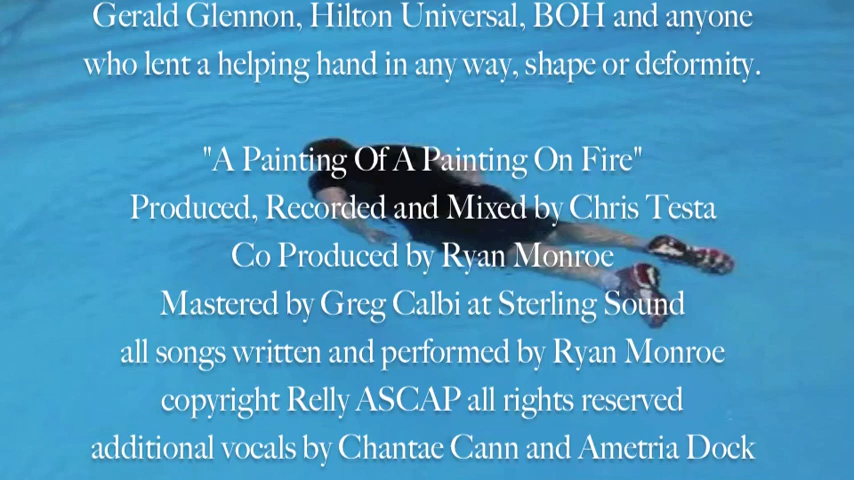 Gerald Glennon, Hilton Universal, BOH and anyone
who lent a helping hand in any way, shape or deformity.
"A Painting Of A Painting On Fire"
Produced, Recorded and Mixed by Chris Testa
Co Produced by Ryan Monroe
Mastered by Greg Calbi at Sterling Sound
all songs written and performed by Ryan Monroe
copyright Relly ASCAP all rights reserved
additional vocals by Chantae Cann and Ametria Dock